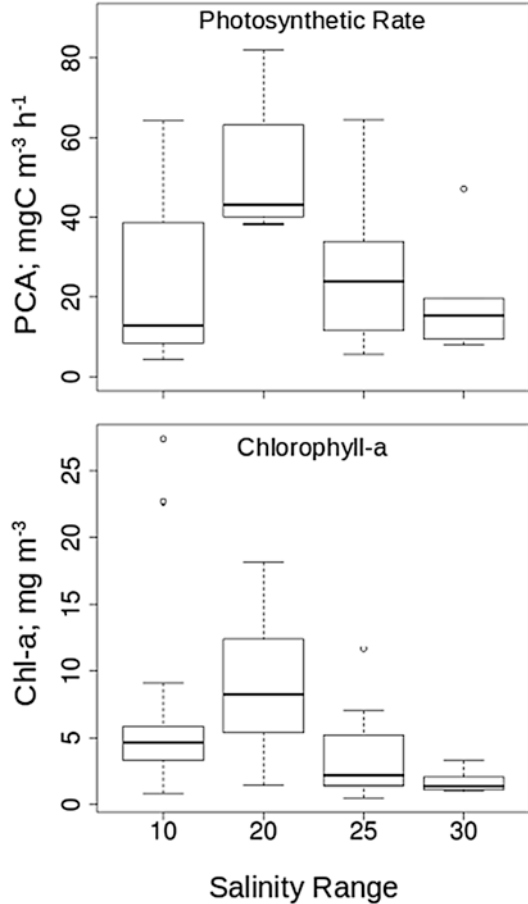 Photosynthetic Rate
PCA; mgC m⁻³ h⁻¹
80
60
40
20
0
Chlorophyll-a
Chl-a; mg m⁻³
25
20
15
10
5
0
10 20 25 30
Salinity Range